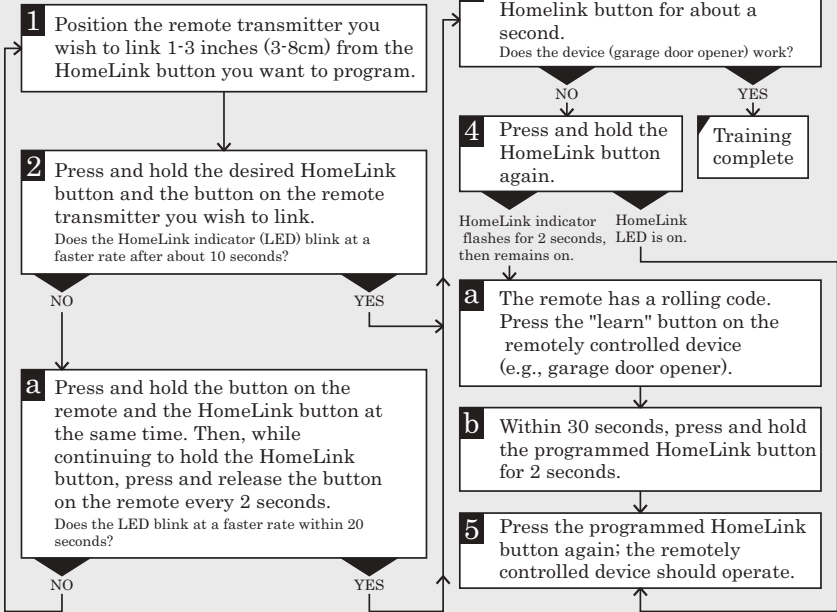 1 Position the remote transmitter you
wish to link 1-3 inches (3-8cm) from the
HomeLink button you want to program.
2 Press and hold the desired HomeLink
button and the button on the remote
transmitter you wish to link.
Does the HomeLink indicator (LED) blink at a
faster rate after about 10 seconds?
NO
YES
a Press and hold the button on the
remote and the HomeLink button at
the same time. Then, while
continuing to hold the HomeLink
button, press and release the button
on the remote every 2 seconds.
Does the LED blink at a faster rate within 20
seconds?
NO
YES
Homelink button for about a
second.
Does the device (garage door opener) work?
NO
YES
4 Press and hold the
HomeLink button
again.
Training
complete
HomeLink indicator
flashes for 2 seconds,
then remains on.
HomeLink
LED is on.
a The remote has a rolling code.
Press the "learn" button on the
remotely controlled device
(e.g., garage door opener).
b Within 30 seconds, press and hold
the programmed HomeLink button
for 2 seconds.
5 Press the programmed HomeLink
button again; the remotely
controlled device should operate.